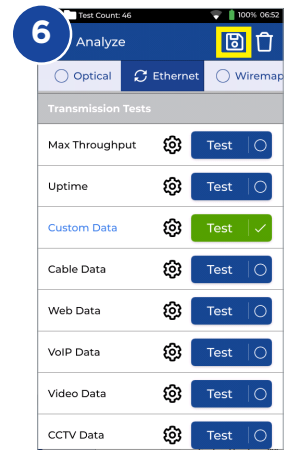 6
Test Count: 46
100% 06:52
Analyze
Optical
Ethernet
Wiremap
Transmission Tests
Max Throughput
Test
Uptime
Test
Custom Data
Test
Cable Data
Test
Web Data
Test
VoIP Data
Test
Video Data
Test
CCTV Data
Test